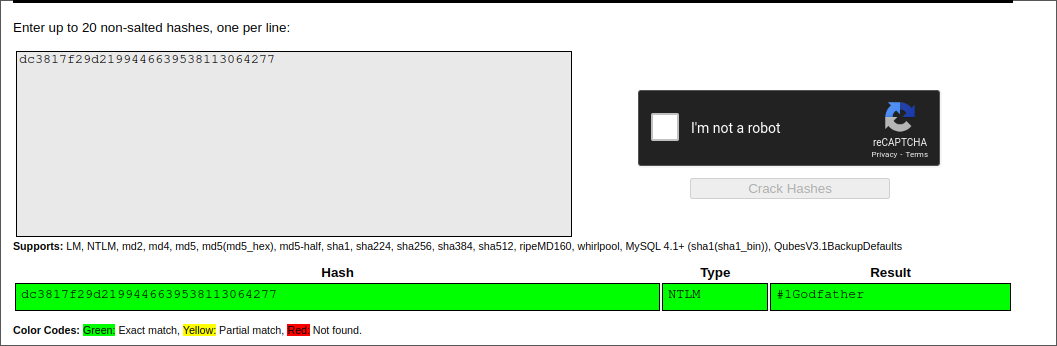 Enter up to 20 non-salted hashes, one per line:
dc3817f29d2199446639538113064277
I'm not a robot
reCAPTCHA
Privacy - Terms
Crack Hashes
Supports: LM, NTLM, md2, md4, md5, md5(md5_hex), md5-half, sha1, sha224, sha256, sha384, sha512, ripeMD160, whirlpool, MySQL 4.1+ (sha1(sha1_bin)), QubesV3.1BackupDefaults
Hash Type Result
dc3817f29d2199446639538113064277 NTLM #1Godfather
Color Codes: Green: Exact match, Yellow: Partial match, Red: Not found.